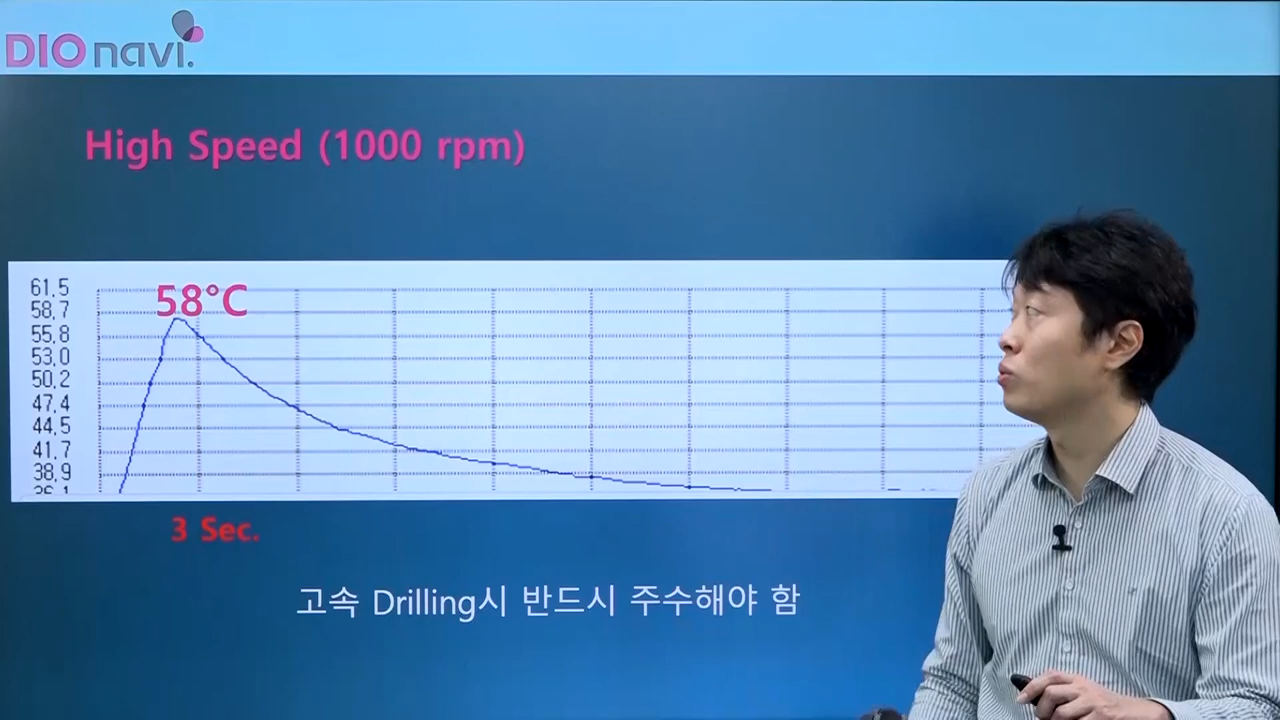 DIO navi.
High Speed (1000 rpm)
61,5
58°C
58,7
55,8
53,0
50,2
47,4
44,5
41,7
38,9
36,1
3 Sec.
고속 Drilling시 반드시 주수해야 함